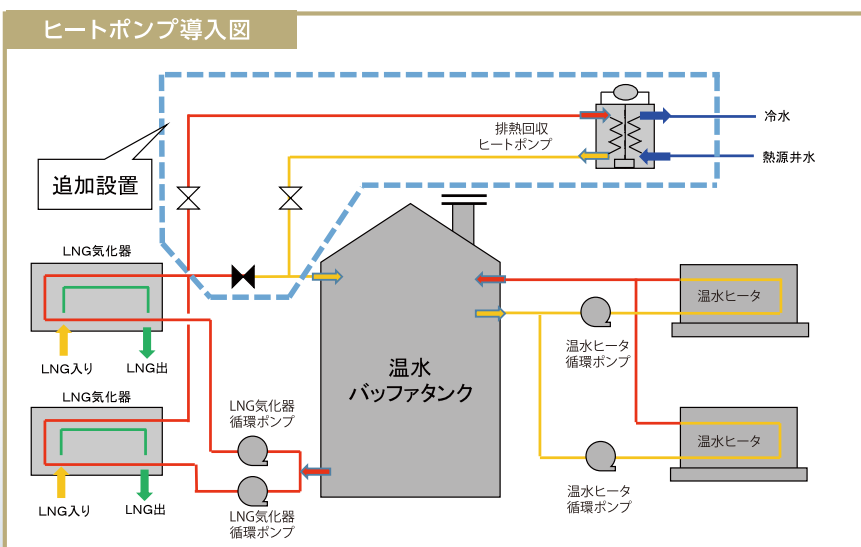 ヒートポンプ導入図
冷水
排熱回収
ヒートポンプ
熱源井水
追加設置
LNG気化器
温水ヒータ
温水ヒータ
循環ポンプ
LNG入り
LNG出
温水
バッファタンク
LNG気化器
LNG気化器
循環ポンプ
温水ヒータ
温水ヒータ
循環ポンプ
LNG入り
LNG出
LNG気化器
循環ポンプ